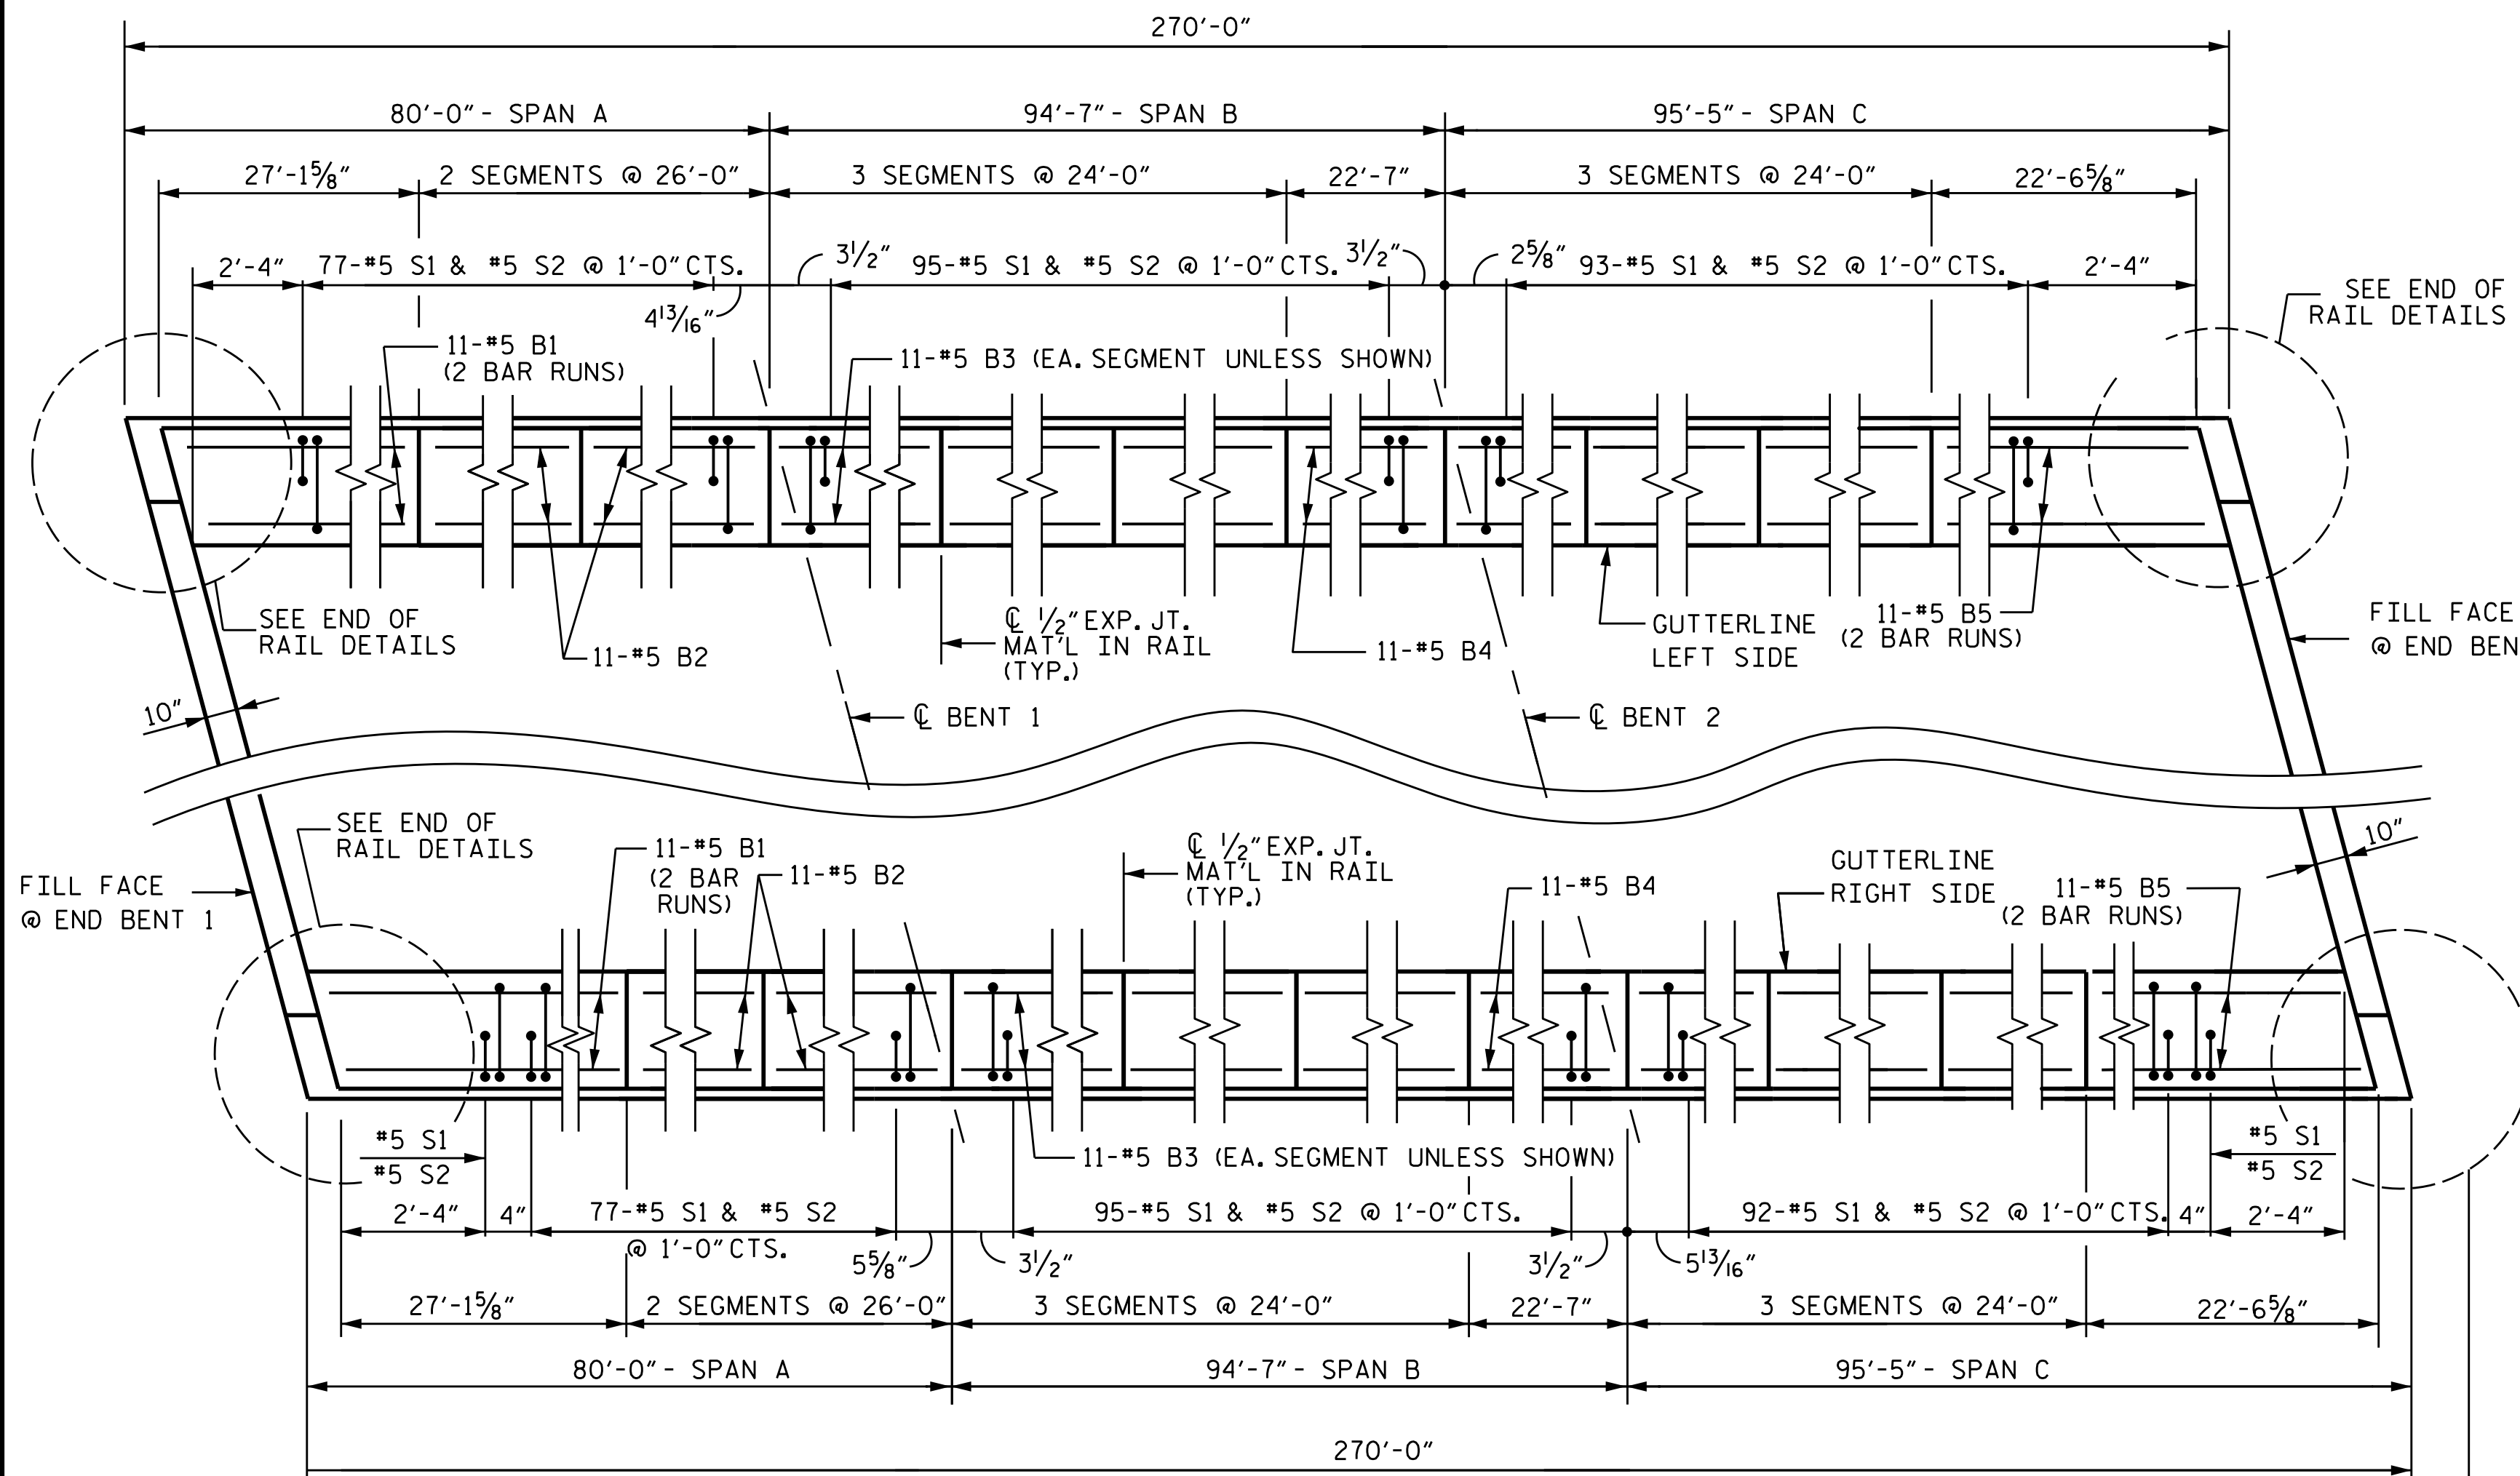 270'-0"
80'-0" - SPAN A
94'-7" - SPAN B
95'-5" - SPAN C
27'-1⅝"
2 SEGMENTS @ 26'-0"
3 SEGMENTS @ 24'-0"
22'-7"
3 SEGMENTS @ 24'-0"
22'-6⅝"
2'-4"
77-#5 S1 & #5 S2 @ 1'-0" CTS.
4 13/16"
3½"
95-#5 S1 & #5 S2 @ 1'-0" CTS.
3½"
2⅝"
93-#5 S1 & #5 S2 @ 1'-0" CTS.
2'-4"
SEE END OF
RAIL DETAILS
11-#5 B1
(2 BAR RUNS)
11-#5 B3 (EA. SEGMENT UNLESS SHOWN)
SEE END OF
RAIL DETAILS
11-#5 B2
℄ ½" EXP. JT.
MAT'L IN RAIL
(TYP.)
11-#5 B4
GUTTERLINE
LEFT SIDE
11-#5 B5
(2 BAR RUNS)
FILL FACE
@ END BEN
10"
℄ BENT 1
℄ BENT 2
SEE END OF
RAIL DETAILS
11-#5 B1
(2 BAR
RUNS)
11-#5 B2
℄ ½" EXP. JT.
MAT'L IN RAIL
(TYP.)
11-#5 B4
GUTTERLINE
RIGHT SIDE
11-#5 B5
(2 BAR RUNS)
10"
FILL FACE
@ END BENT 1
#5 S1
#5 S2
11-#5 B3 (EA. SEGMENT UNLESS SHOWN)
#5 S1
#5 S2
2'-4"
4"
77-#5 S1 & #5 S2
@ 1'-0" CTS.
5⅝"
3½"
95-#5 S1 & #5 S2 @ 1'-0" CTS.
3½"
5 13/16"
92-#5 S1 & #5 S2 @ 1'-0" CTS.
4"
2'-4"
27'-1⅝"
2 SEGMENTS @ 26'-0"
3 SEGMENTS @ 24'-0"
22'-7"
3 SEGMENTS @ 24'-0"
22'-6⅝"
80'-0" - SPAN A
94'-7" - SPAN B
95'-5" - SPAN C
270'-0"